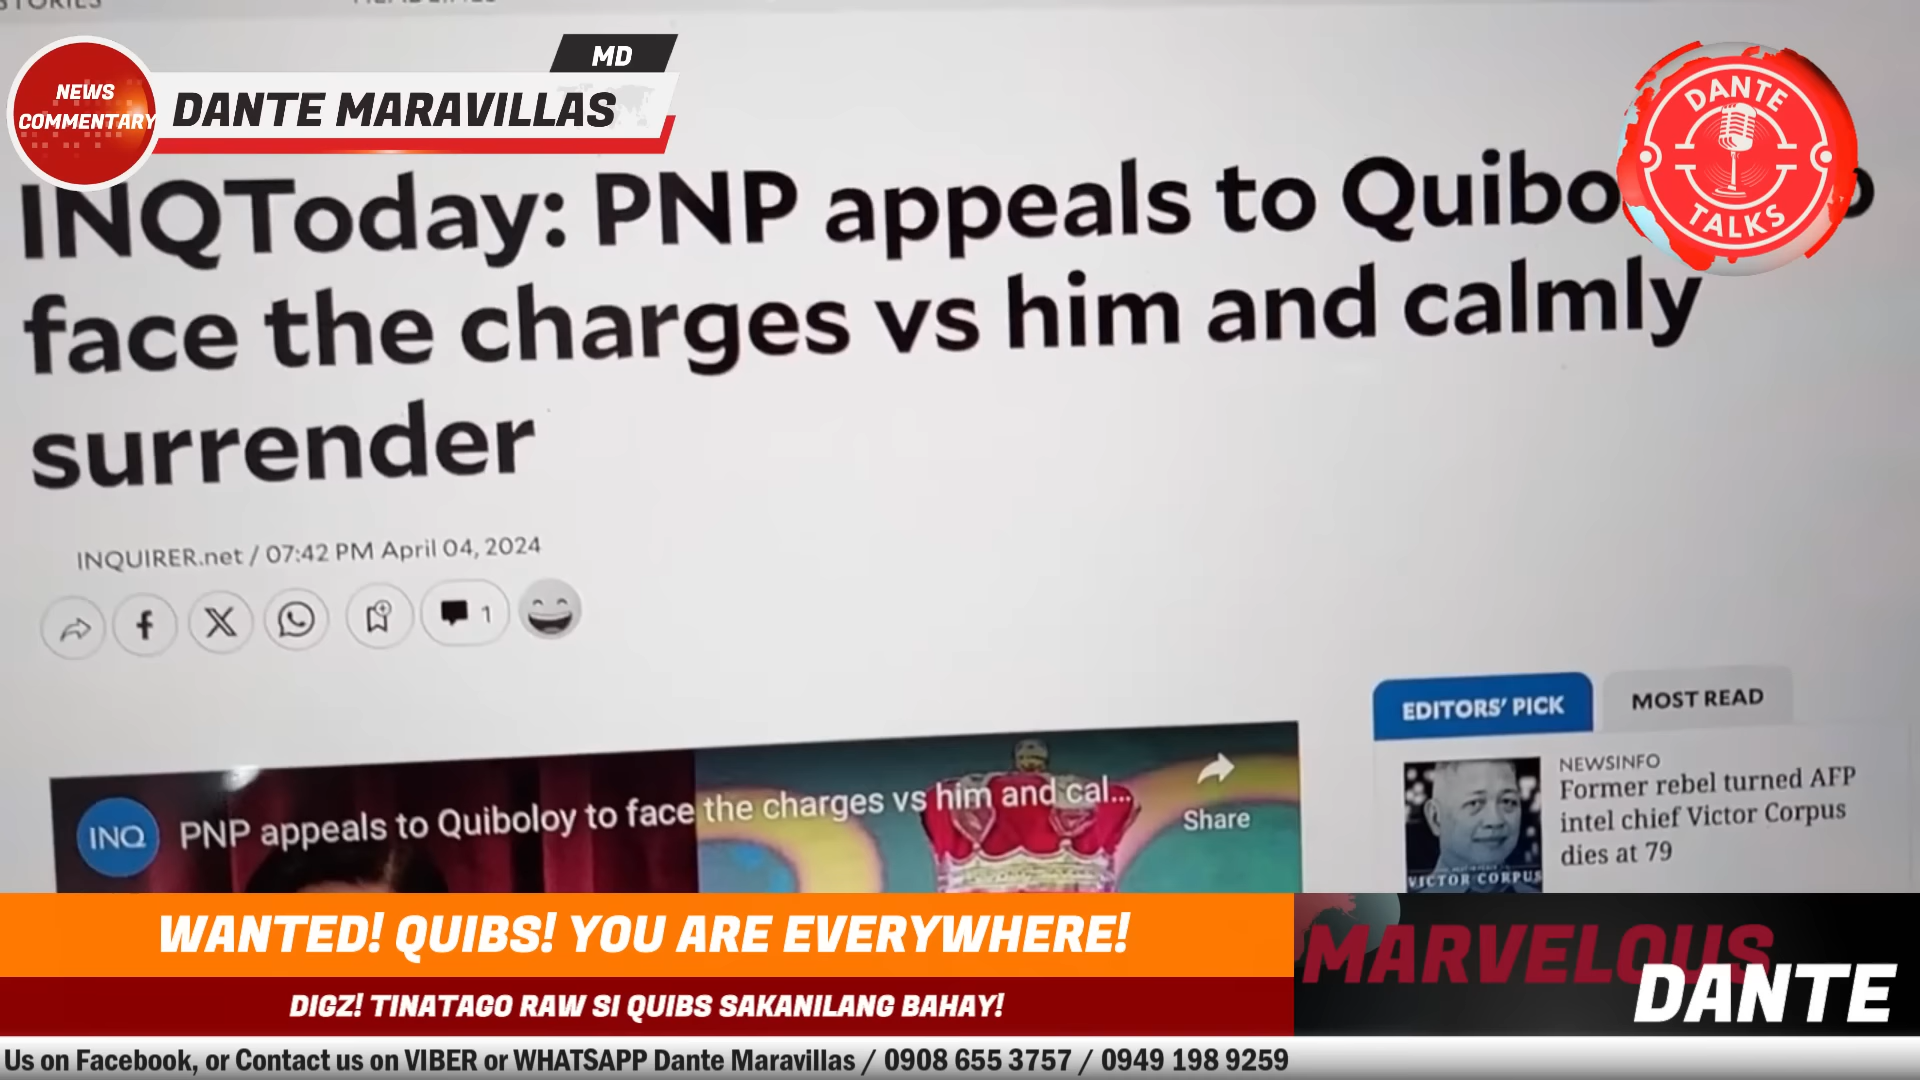 MD
NEWS
COMMENTARY
DANTE MARAVILLAS
DANTE
TALKS
INQToday: PNP appeals to Quibo
face the charges vs him and calmly
surrender
INQUIRER.net / 07:42 PM April 04, 2024
1
EDITORS' PICK
MOST READ
INQ
PNP appeals to Quiboloy to face the charges vs him and cal...
Share
NEWSINFO
Former rebel turned AFP
intel chief Victor Corpus
dies at 79
VICTOR CORPUS
WANTED! QUIBS! YOU ARE EVERYWHERE!
DIGZ! TINATAGO RAW SI QUIBS SAKANILANG BAHAY!
MARVELOUS
DANTE
Us on Facebook, or Contact us on VIBER or WHATSAPP Dante Maravillas / 0908 655 3757 / 0949 198 9259